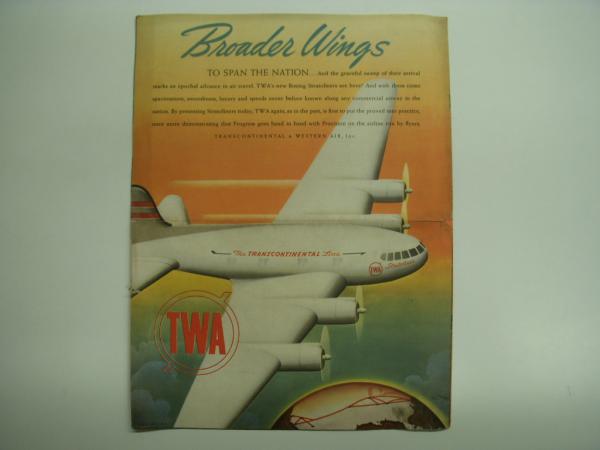 Broader Wings
TO SPAN THE NATION...And the graceful sweep of their arrival
marks an epochal advance in air travel. TWA's new Boeing Stratoliners are here! And with them come
spaciousness, soundness, luxury and speeds never before known along any commercial airway in the
nation. By presenting Stratoliners today, TWA again, as in the past, is first to put the proved into practice,
once more demonstrating that Progress goes hand in hand with Precision on the airline run by flyers.
TRANSCONTINENTAL & WESTERN AIR, Inc.
The TRANSCONTINENTAL Line
TWA Stratoliner
TWA